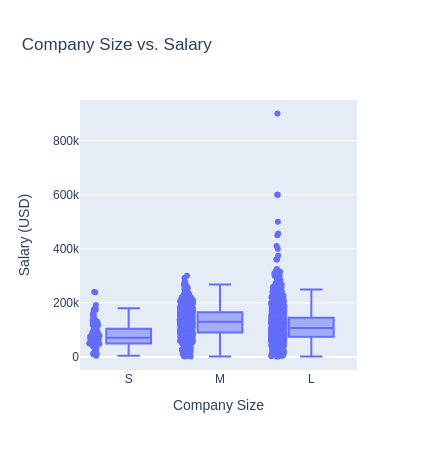 Company Size vs. Salary
Salary (USD)
800k
600k
400k
200k
0
S M L
Company Size